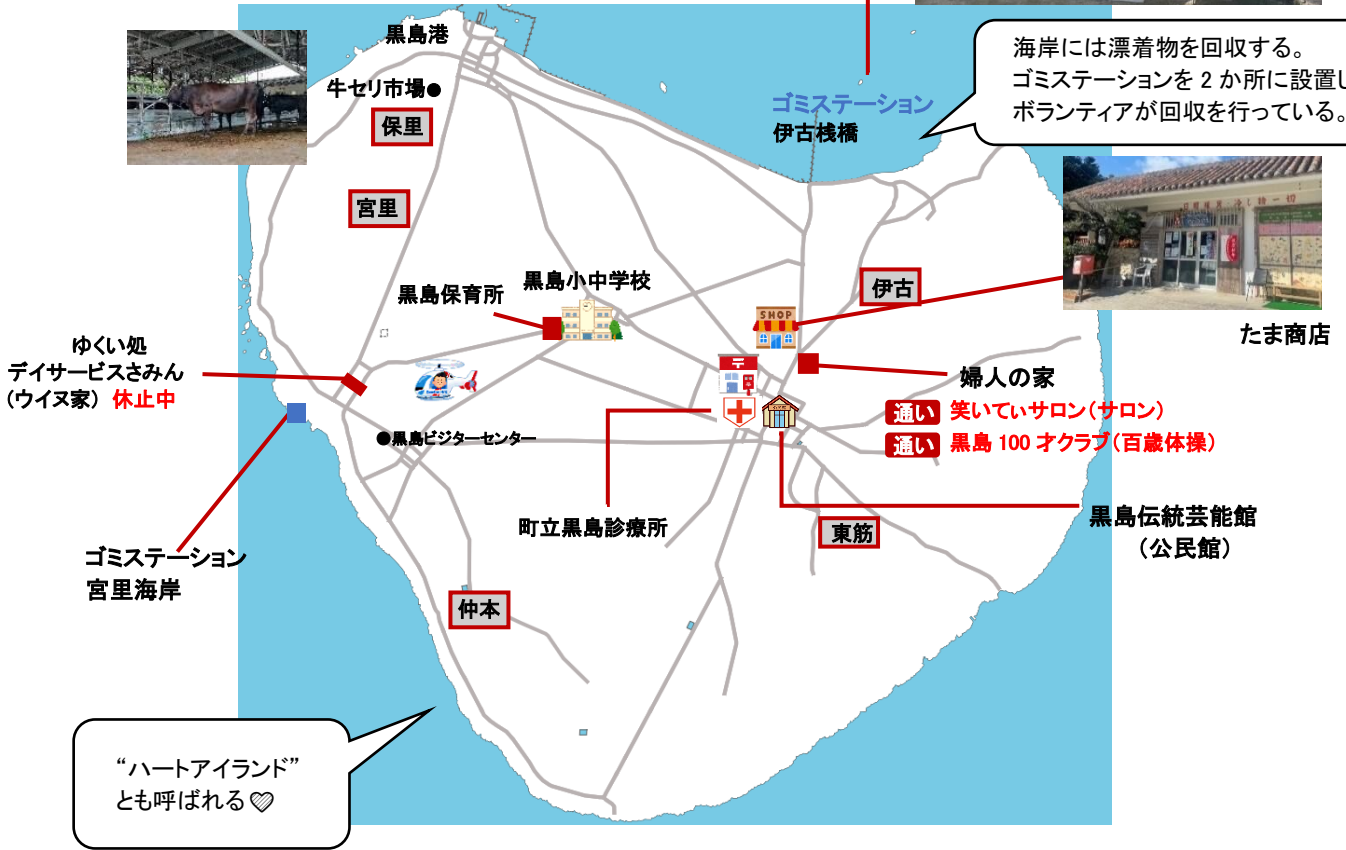 黒島港
牛セリ市場●
保里
宮里
ゴミステーション
伊古桟橋
海岸には漂着物を回収する。
ゴミステーションを2か所に設置し
ボランティアが回収を行っている。
たま商店
伊古
SHOP
黒島小中学校
黒島保育所
ゆくい処
デイサービスさみん
(ウイヌ家) 休止中
●黒島ビジターセンター
婦人の家
通い 笑いてぃサロン(サロン)
通い 黒島100才クラブ(百歳体操)
町立黒島診療所
東筋
黒島伝統芸能館
(公民館)
ゴミステーション
宮里海岸
仲本
“ハートアイランド”
とも呼ばれる♡